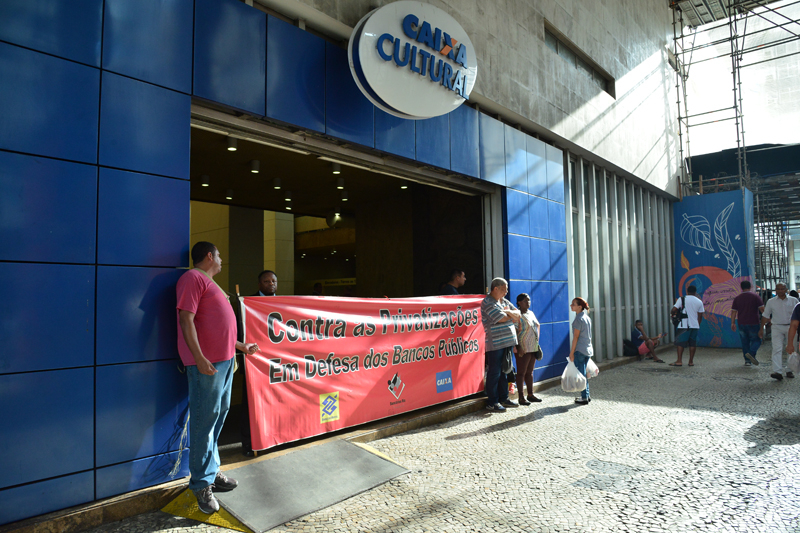 CAIXA
CULTURAL
Contra as Privatizações
Em Defesa dos Bancos Públicos
CAIXA